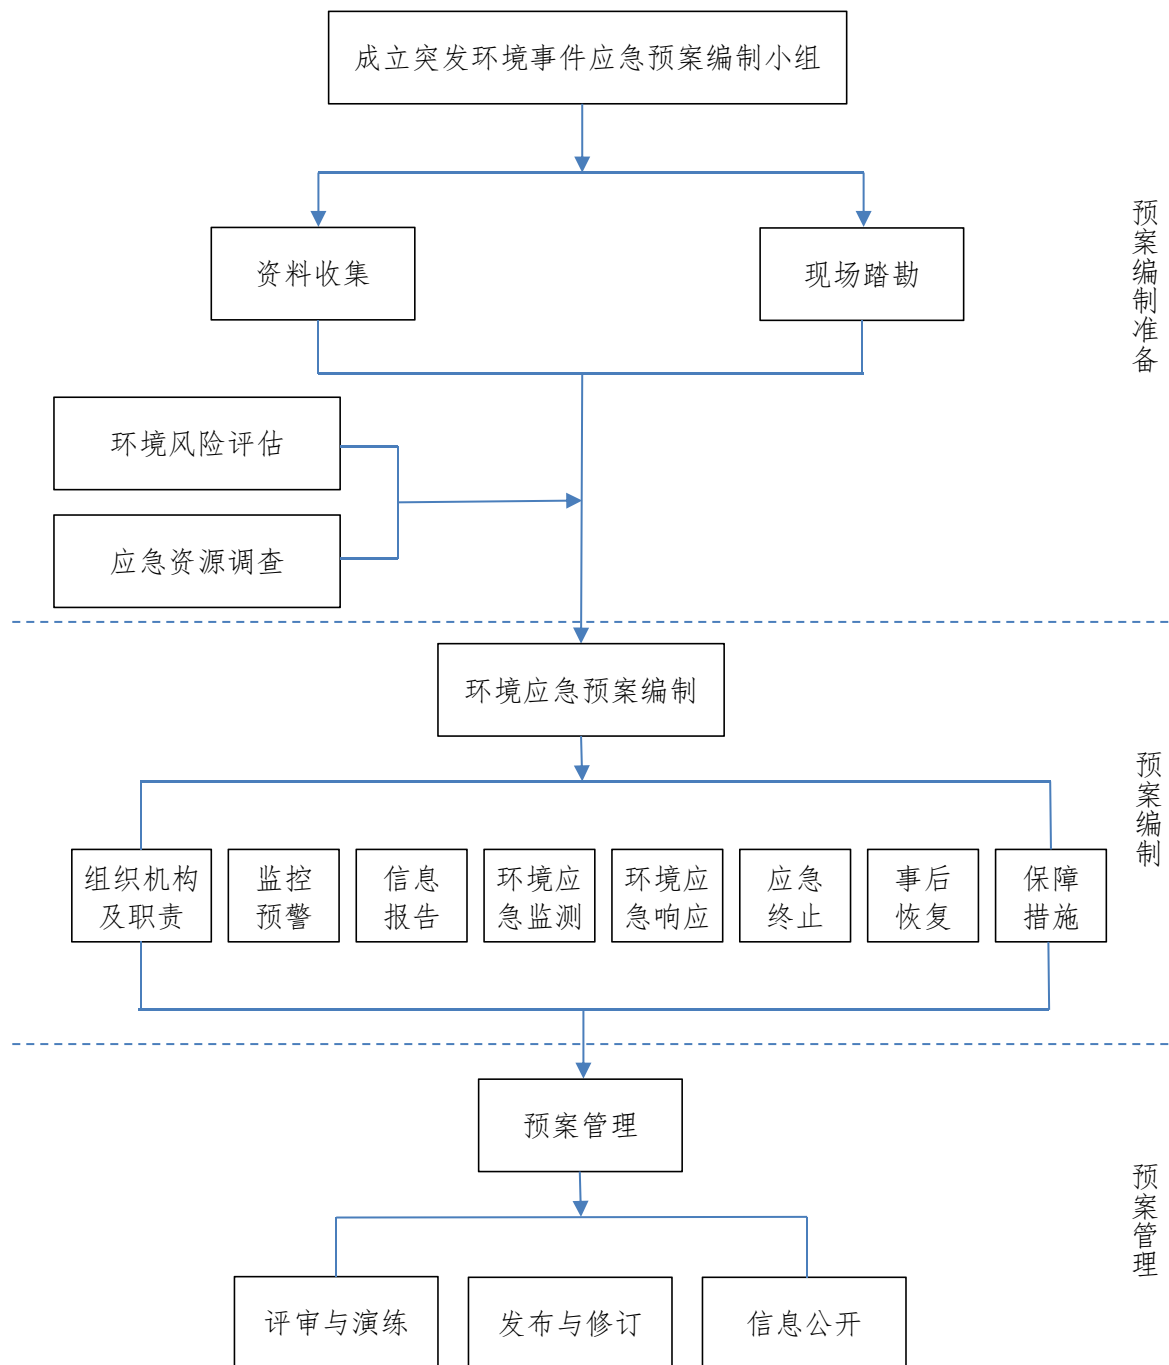 成立突发环境事件应急预案编制小组
资料收集
现场踏勘
预案编制准备
环境风险评估
应急资源调查
环境应急预案编制
预案编制
组织机构
及职责
监控
预警
信息
报告
环境应
急监测
环境应
急响应
应急
终止
事后
恢复
保障
措施
预案管理
预案管理
评审与演练
发布与修订
信息公开